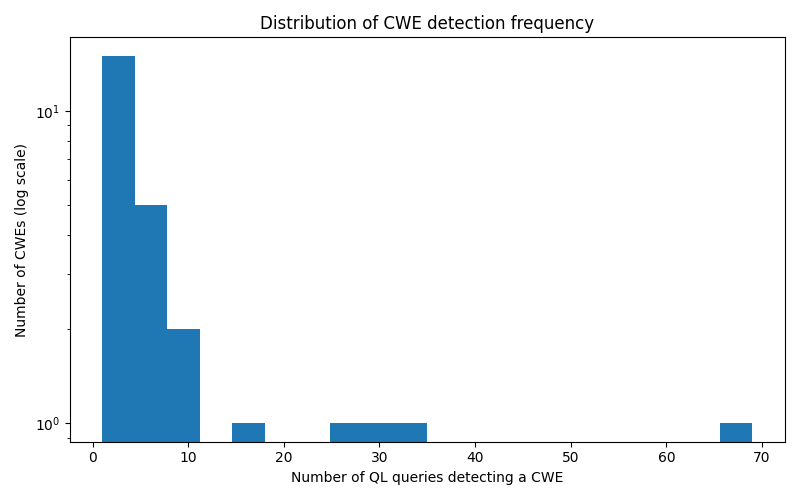 Distribution of CWE detection frequency
Number of CWEs (log scale)
10¹
10⁰
0 10 20 30 40 50 60 70
Number of QL queries detecting a CWE